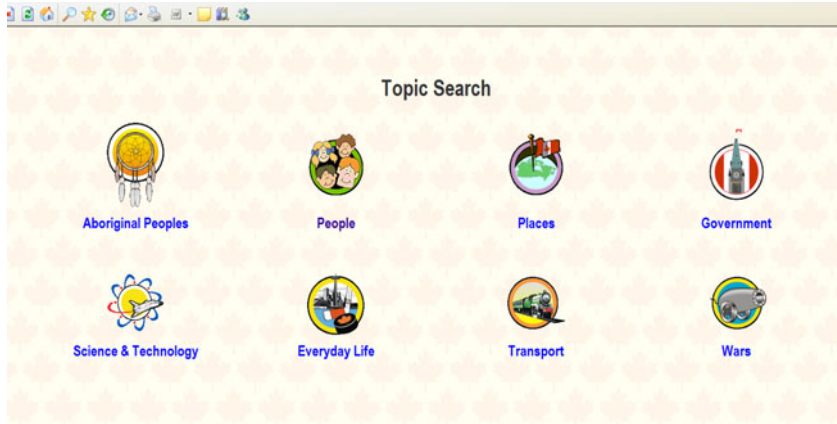 Topic Search
Aboriginal Peoples People Places Government
Science & Technology Everyday Life Transport Wars